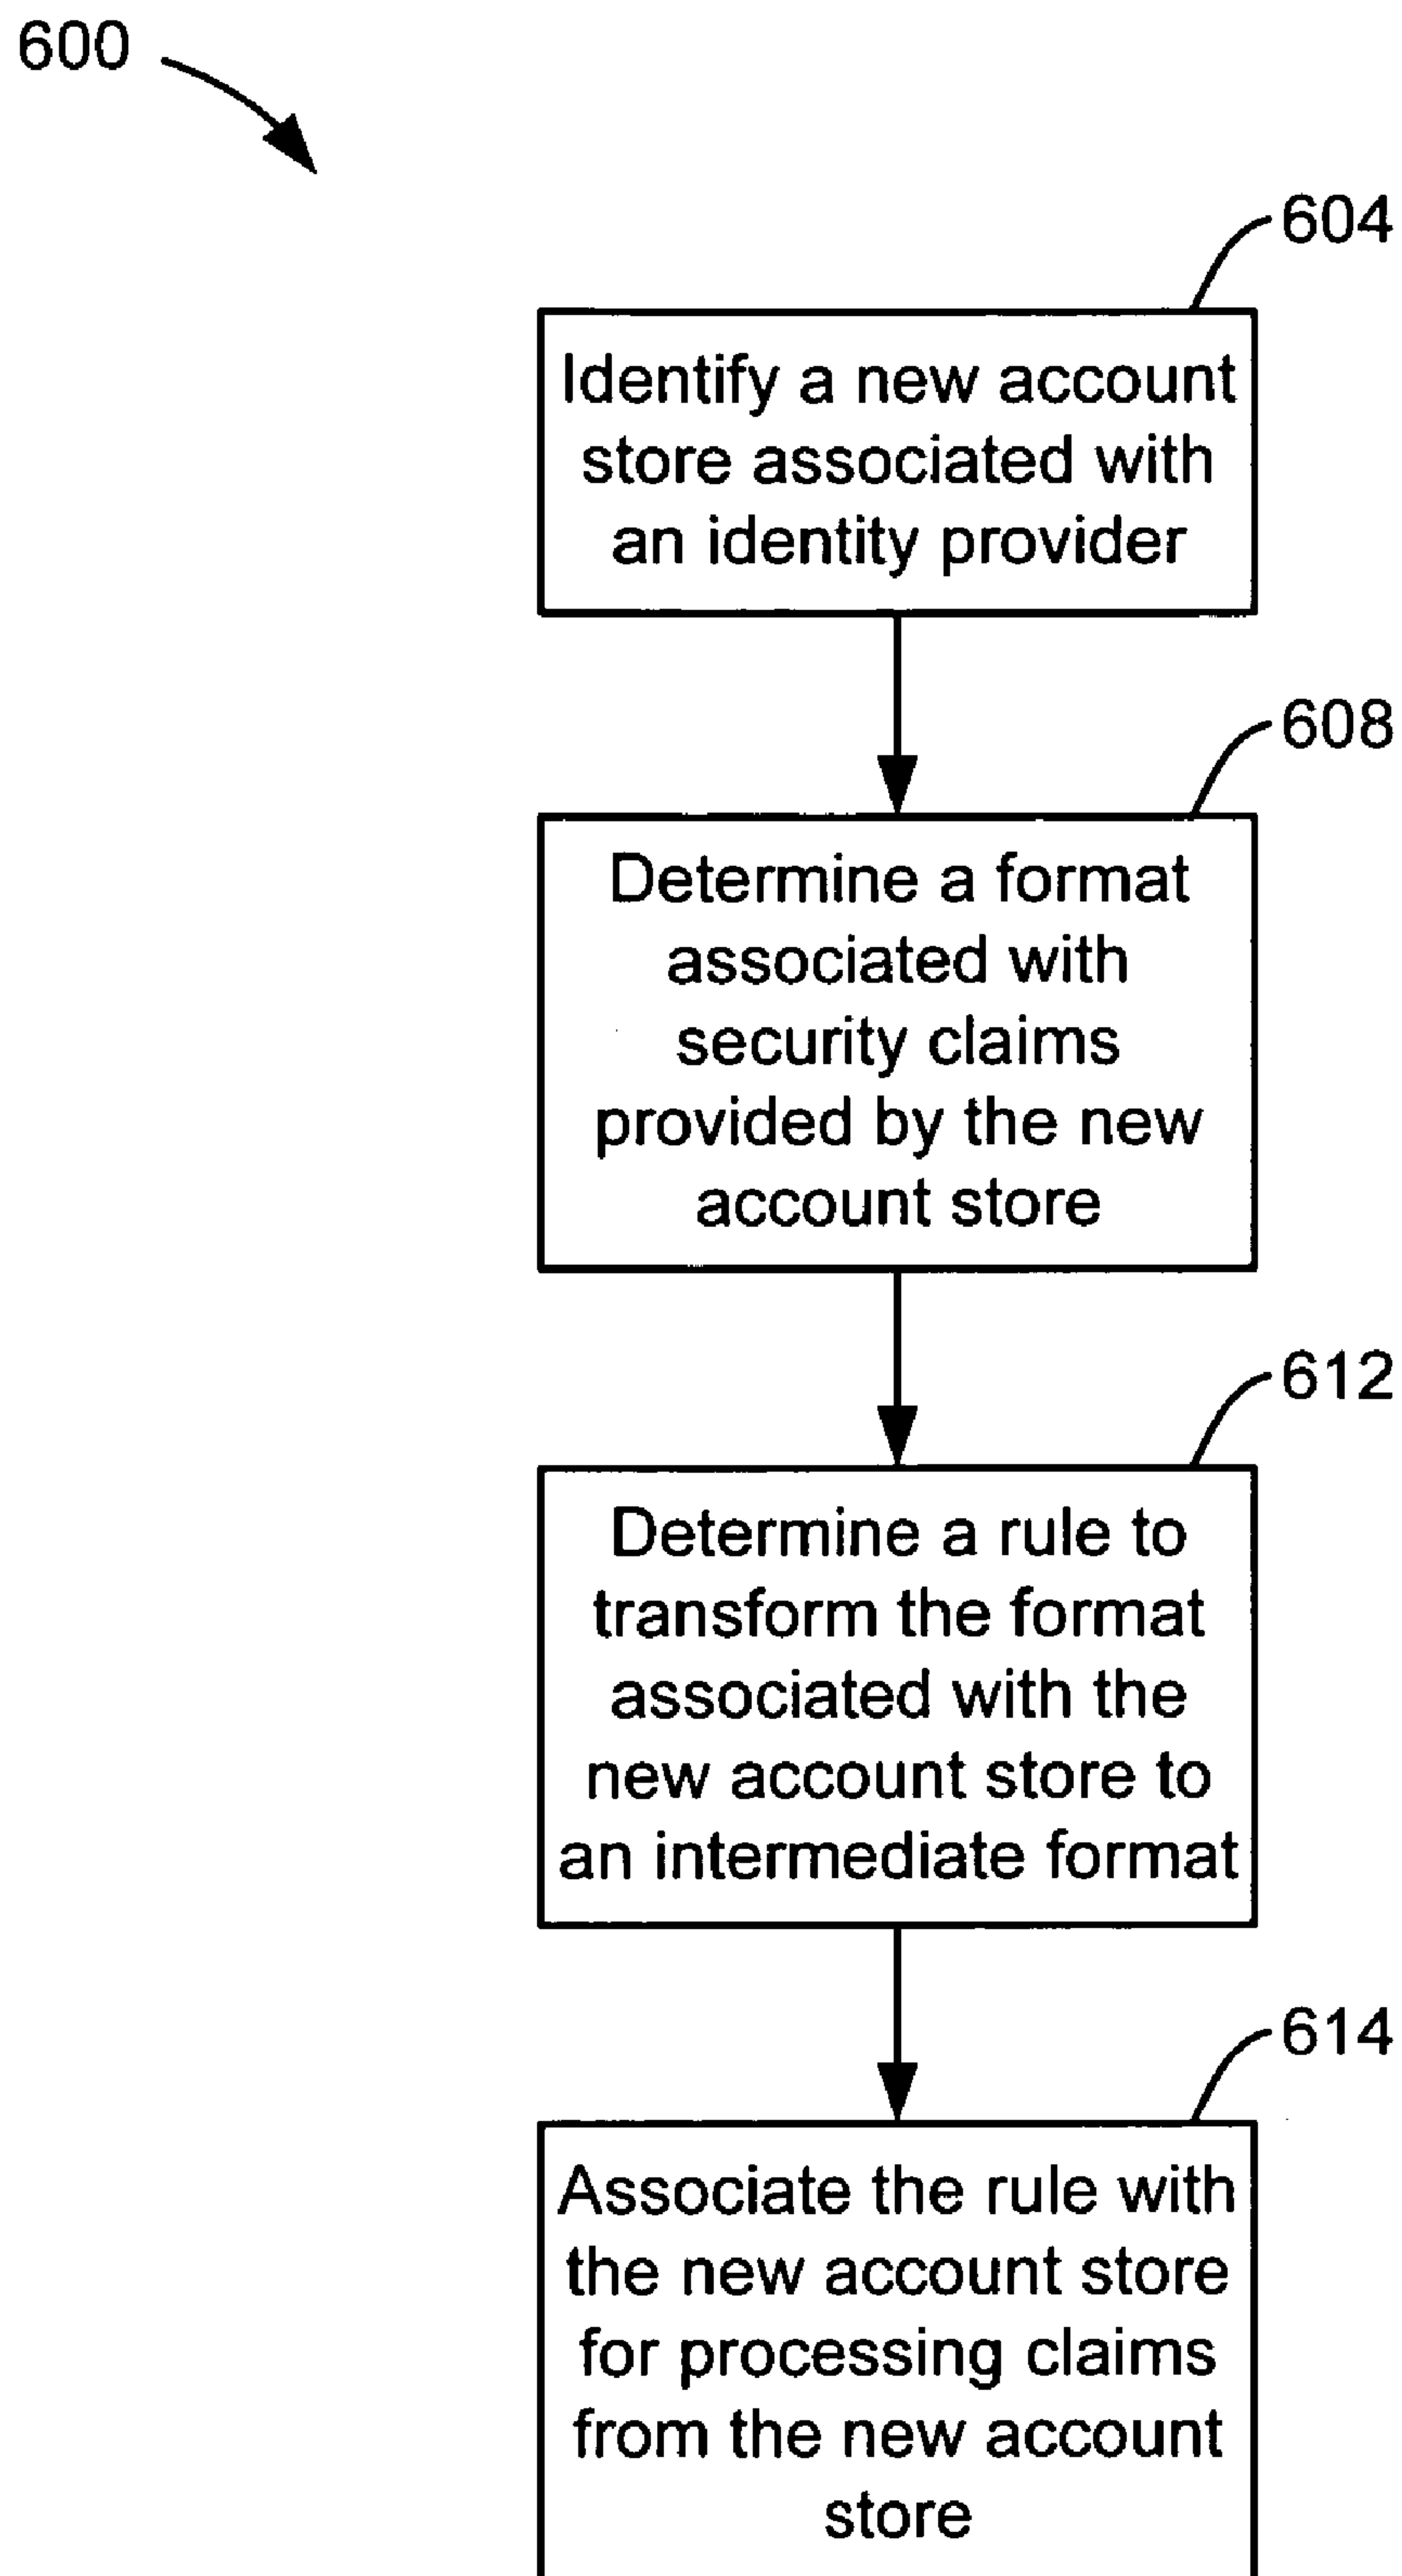 600
604
Identify a new account
store associated with
an identity provider
608
Determine a format
associated with
security claims
provided by the new
account store
612
Determine a rule to
transform the format
associated with the
new account store to
an intermediate format
614
Associate the rule with
the new account store
for processing claims
from the new account
store